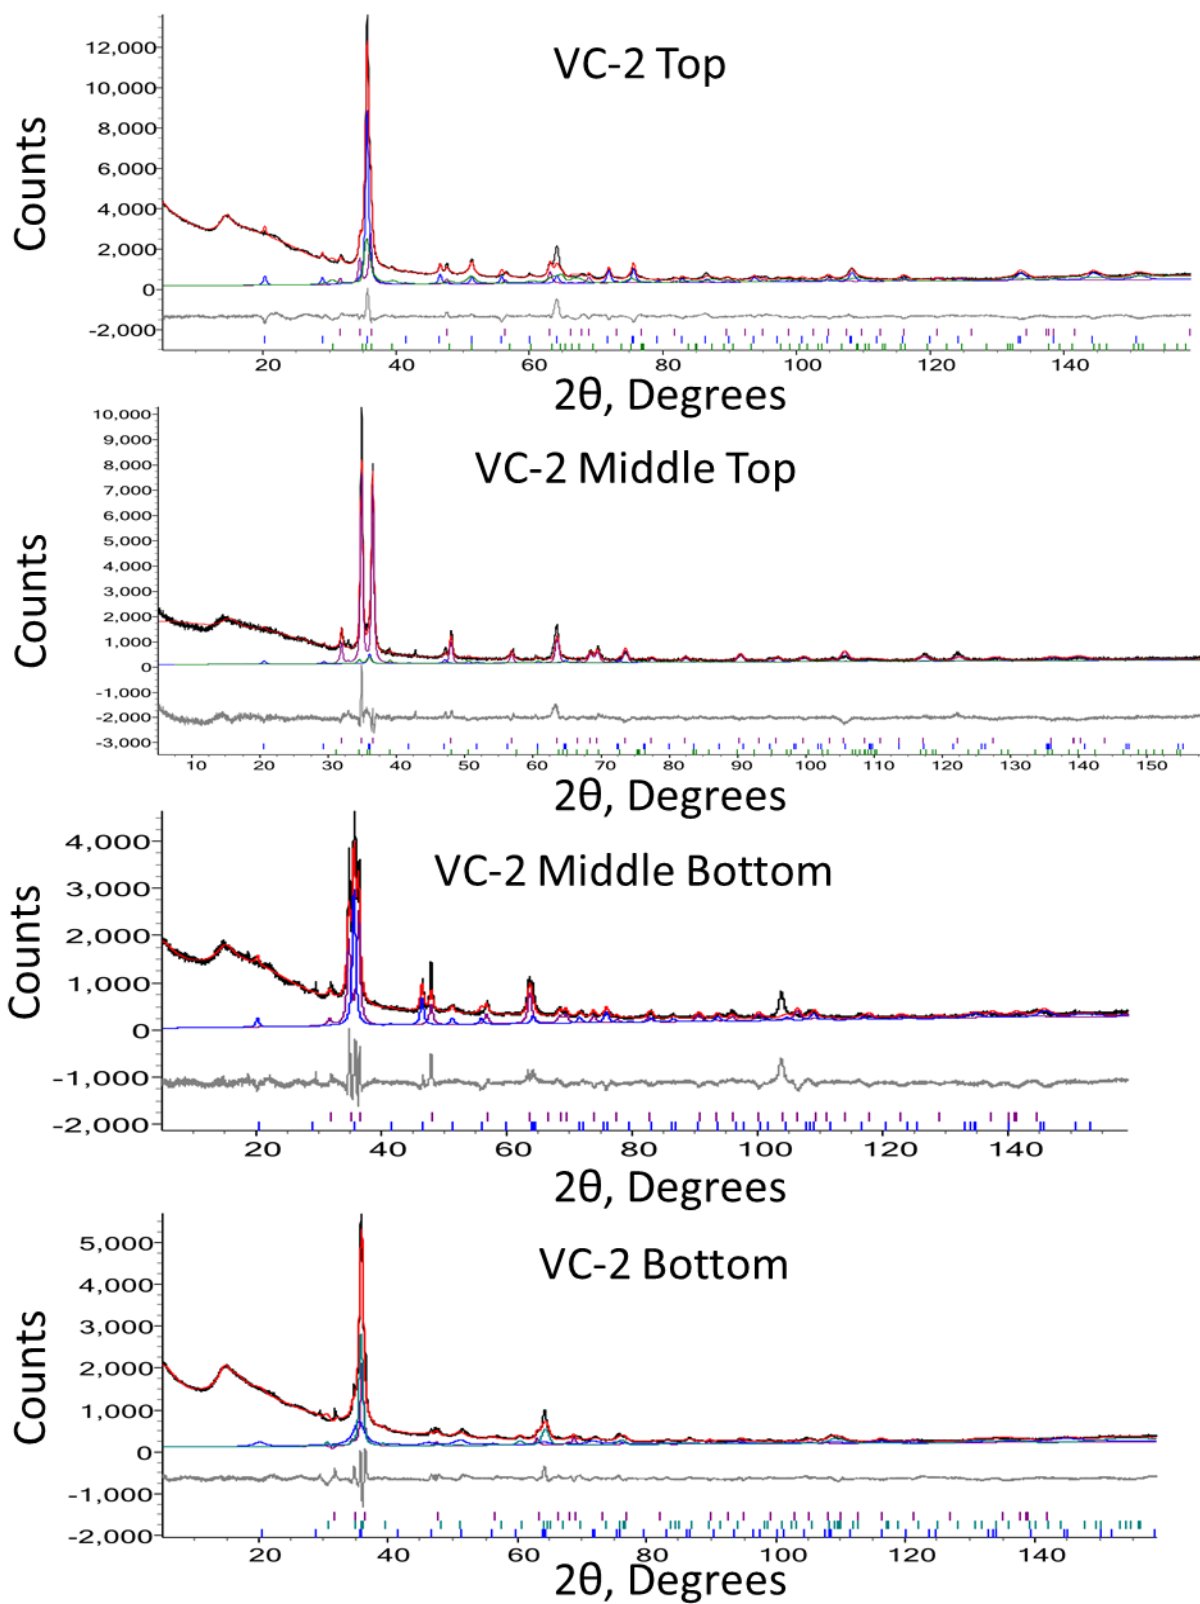 VC-2 Top
Counts
12,000
10,000
8,000
6,000
4,000
2,000
0
-2,000
20 40 60 80 100 120 140
2θ, Degrees
VC-2 Middle Top
Counts
10,000
9,000
8,000
7,000
6,000
5,000
4,000
3,000
2,000
1,000
0
-1,000
-2,000
-3,000
10 20 30 40 50 60 70 80 90 100 110 120 130 140 150
2θ, Degrees
VC-2 Middle Bottom
Counts
4,000
3,000
2,000
1,000
0
-1,000
-2,000
20 40 60 80 100 120 140
2θ, Degrees
VC-2 Bottom
Counts
5,000
4,000
3,000
2,000
1,000
0
-1,000
-2,000
20 40 60 80 100 120 140
2θ, Degrees